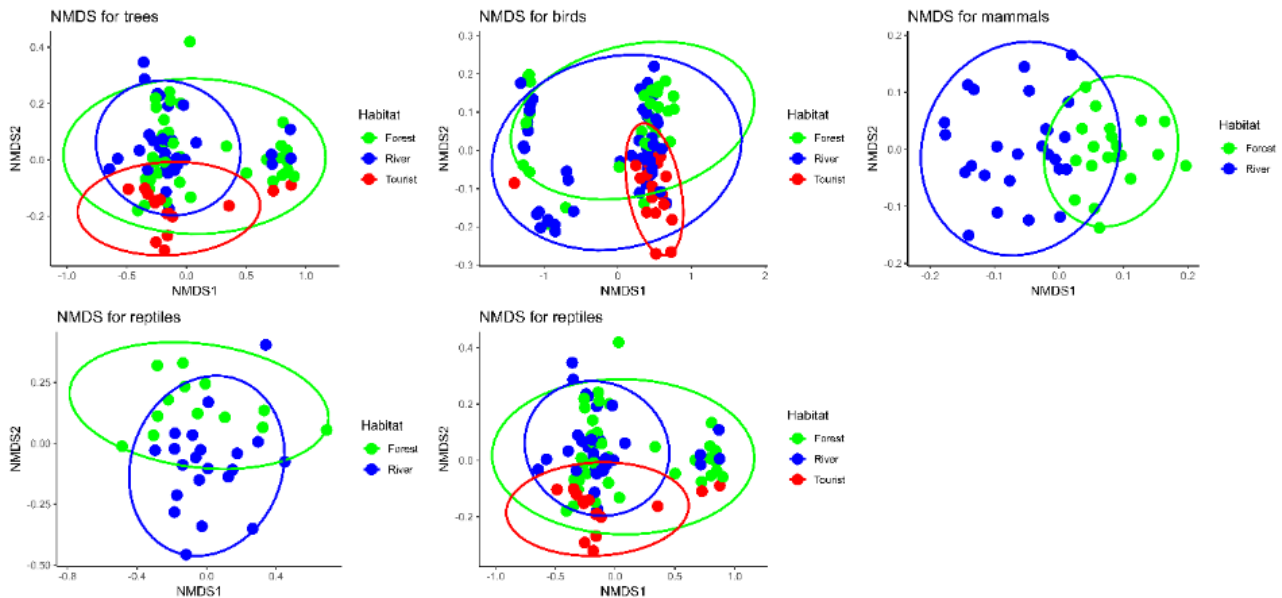 NMDS for trees
0.4
0.2
0.0
-0.2
-1.0
-0.5
0.0
0.5
1.0
NMDS1
NMDS2
Habitat
Forest
River
Tourist
NMDS for birds
0.3
0.2
0.1
0.0
-0.1
-0.2
-0.3
-1
0
1
2
NMDS1
NMDS2
Habitat
Forest
River
Tourist
NMDS for mammals
0.2
0.1
0.0
-0.1
-0.2
-0.2
-0.1
0.0
0.1
0.2
NMDS1
NMDS2
Habitat
Forest
River
NMDS for reptiles
0.25
0.00
-0.25
-0.50
-0.8
-0.4
0.0
0.4
NMDS1
NMDS2
Habitat
Forest
River
NMDS for reptiles
0.4
0.2
0.0
-0.2
-1.0
-0.5
0.0
0.5
1.0
NMDS1
NMDS2
Habitat
Forest
River
Tourist